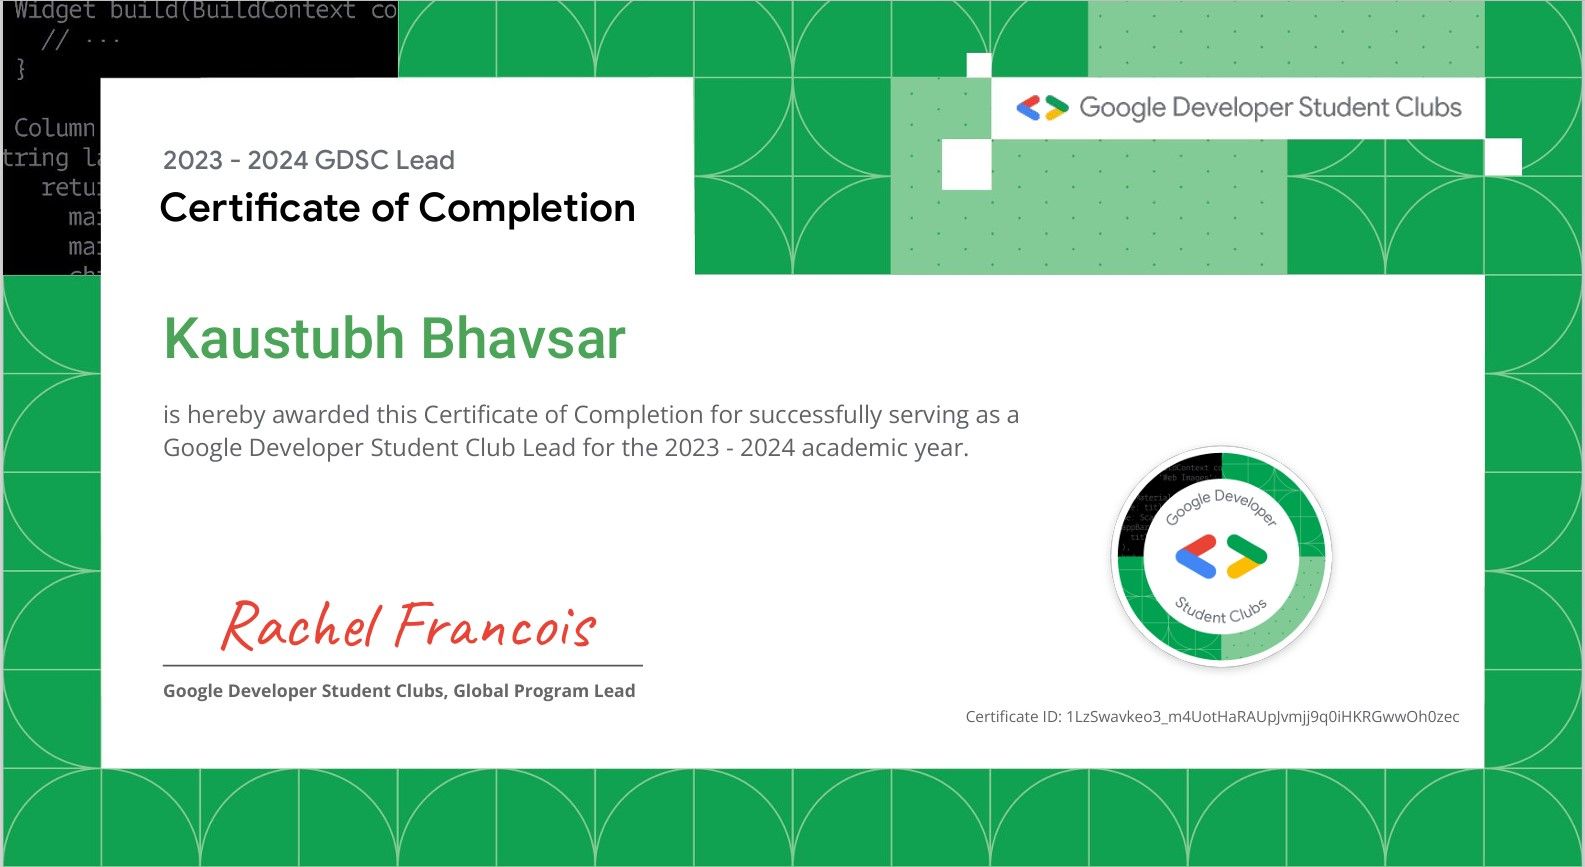 Widget build(BuildContext co
// ...
}
Column
tring la
retu
ma
ma
Google Developer Student Clubs
2023 - 2024 GDSC Lead
Certificate of Completion
Kaustubh Bhavsar
is hereby awarded this Certificate of Completion for successfully serving as a
Google Developer Student Club Lead for the 2023 - 2024 academic year.
Google Developer
Student Clubs
Rachel Francois
Google Developer Student Clubs, Global Program Lead
Certificate ID: 1LzSwavkeo3_m4UotHaRAUpJvmjj9q0iHKRGwwOh0zec